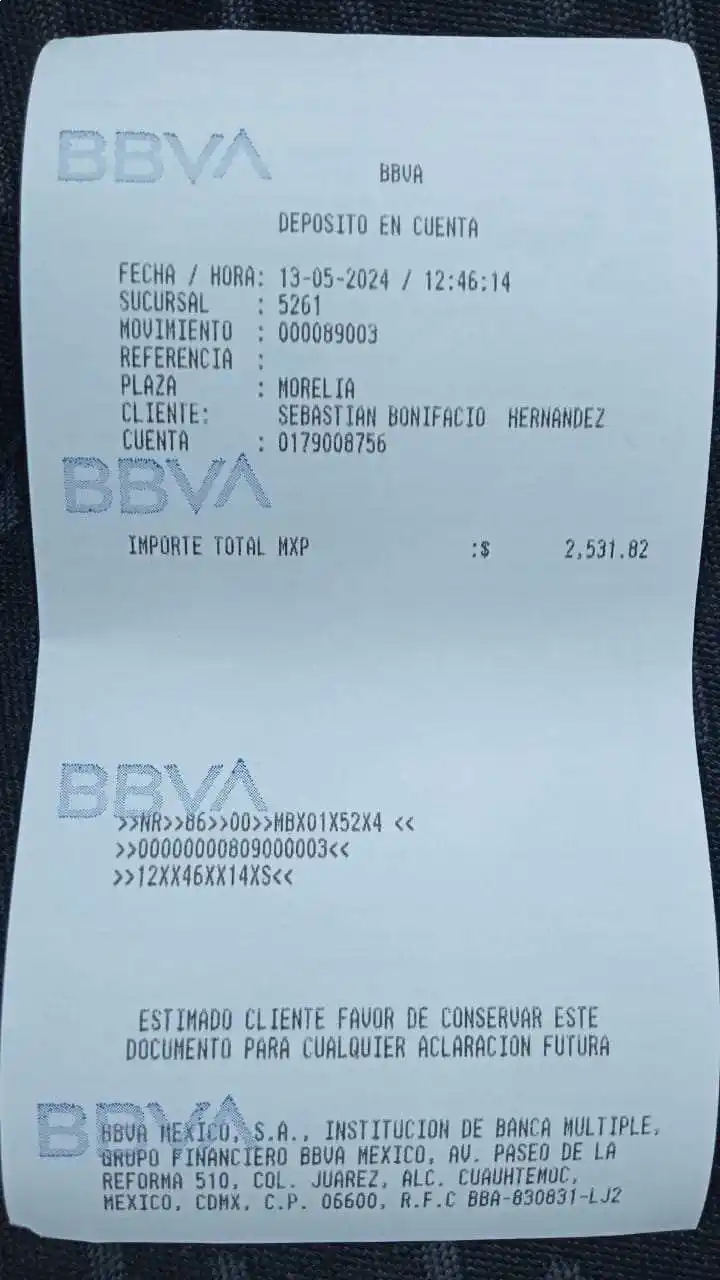 BBVA
BBVA
DEPOSITO EN CUENTA
FECHA / HORA: 13-05-2024 / 12:46:14
SUCURSAL : 5261
MOVIMIENTO : 000089003
REFERENCIA :
PLAZA : MORELIA
CLIENTE: SEBASTIAN BONIFACIO HERNANDEZ
CUENTA : 0179008756
BBVA
IMPORTE TOTAL MXP :$ 2,531.82
BBVA
>>NR>>86>>00>>MBX01X52X4 <<
>>00000000809000003<<
>>12XX46XX14XS<<
ESTIMADO CLIENTE FAVOR DE CONSERVAR ESTE
DOCUMENTO PARA CUALQUIER ACLARACION FUTURA
BBVA
BBVA MEXICO, S.A., INSTITUCION DE BANCA MULTIPLE,
GRUPO FINANCIERO BBVA MEXICO, AV. PASEO DE LA
REFORMA 510, COL. JUAREZ, ALC. CUAUHTEMOC,
MEXICO, CDMX, C.P. 06600, R.F.C BBA-830831-LJ2